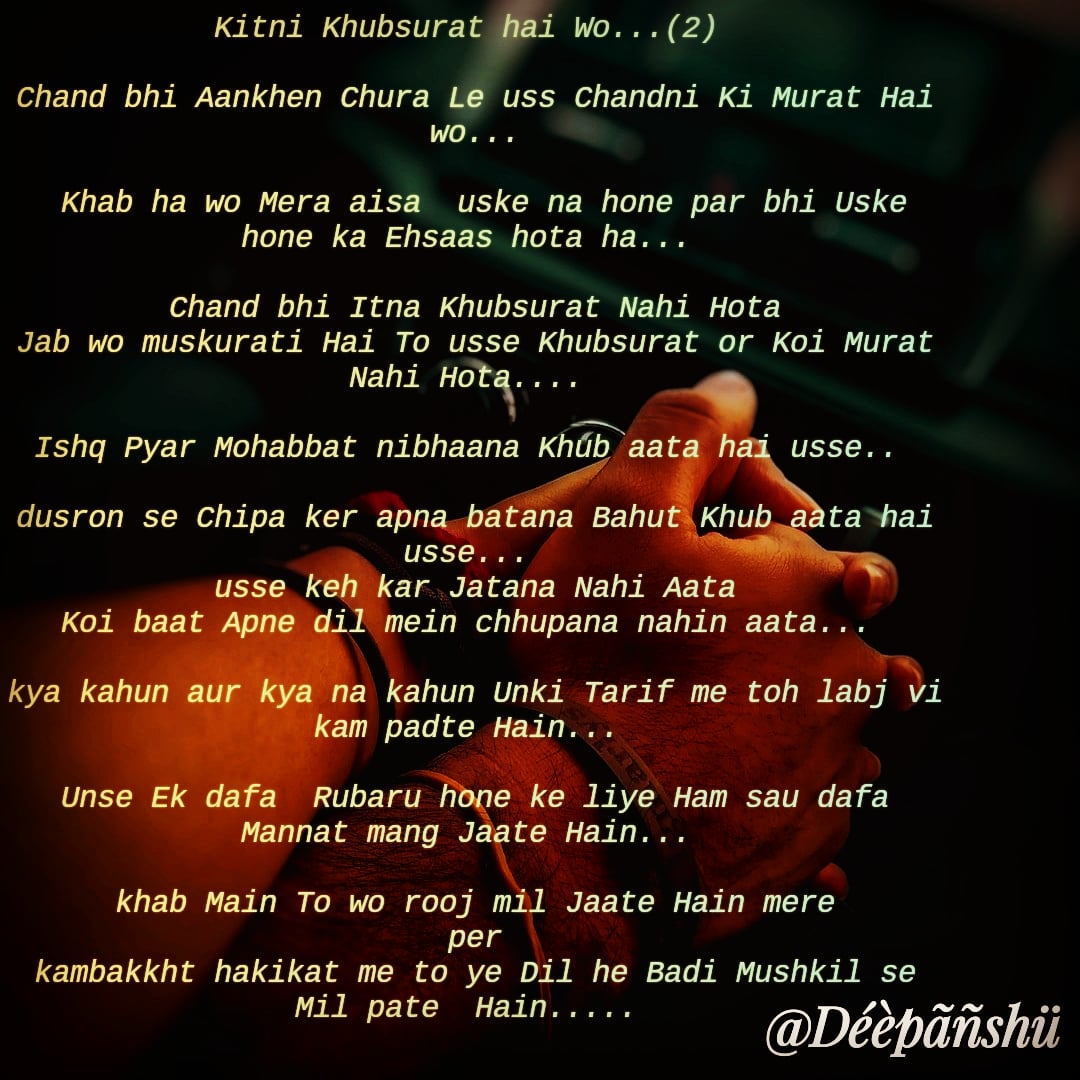 Kitni Khubsurat hai Wo...(2)
Chand bhi Aankhen Chura Le uss Chandni Ki Murat Hai
wo...
Khab ha wo Mera aisa  uske na hone par bhi Uske
hone ka Ehsaas hota ha...
Chand bhi Itna Khubsurat Nahi Hota
Jab wo muskurati Hai To usse Khubsurat or Koi Murat
Nahi Hota....
Ishq Pyar Mohabbat nibhaana Khub aata hai usse..
dusron se Chipa ker apna batana Bahut Khub aata hai
usse...
usse keh kar Jatana Nahi Aata
Koi baat Apne dil mein chhupana nahin aata...
kya kahun aur kya na kahun Unki Tarif me toh labj vi
kam padte Hain...
Unse Ek dafa  Rubaru hone ke liye Ham sau dafa
Mannat mang Jaate Hain...
khab Main To wo rooj mil Jaate Hain mere
per
kambakkht hakikat me to ye Dil he Badi Mushkil se
Mil pate  Hain.....
@Déèpãñshü